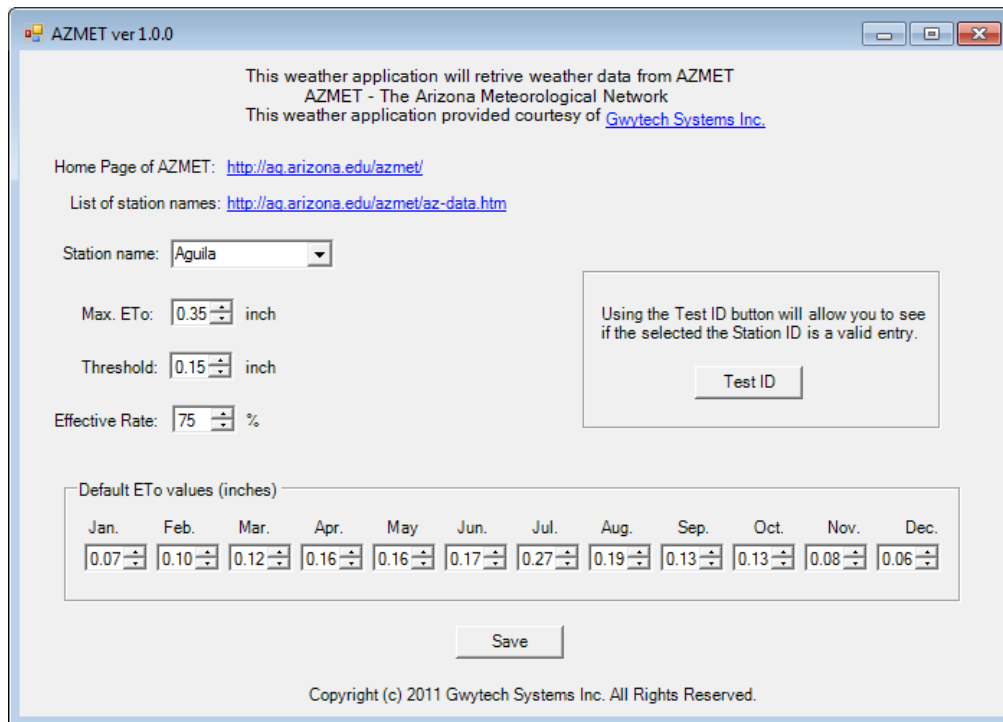 AZMET ver 1.0.0
This weather application will retrive weather data from AZMET
AZMET - The Arizona Meteorological Network
This weather application provided courtesy of Gwytech Systems Inc.
Home Page of AZMET: http://ag.arizona.edu/azmet/
List of station names: http://ag.arizona.edu/azmet/az-data.htm
Station name: Aguila
Max. ETo: 0.35 inch
Threshold: 0.15 inch
Effective Rate: 75 %
Using the Test ID button will allow you to see
if the selected the Station ID is a valid entry.
Test ID
Default ETo values (inches)
Jan. Feb. Mar. Apr. May Jun. Jul. Aug. Sep. Oct. Nov. Dec.
0.07 0.10 0.12 0.16 0.16 0.17 0.27 0.19 0.13 0.13 0.08 0.06
Save
Copyright (c) 2011 Gwytech Systems Inc. All Rights Reserved.